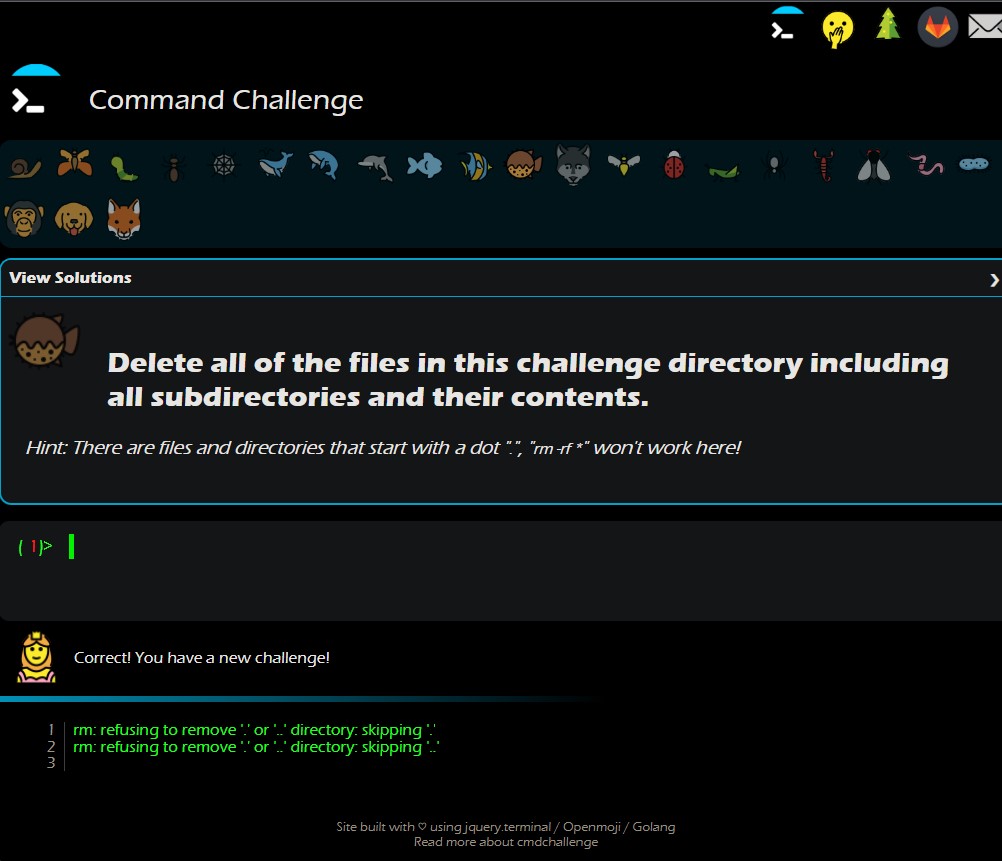 Command Challenge
View Solutions
Delete all of the files in this challenge directory including
all subdirectories and their contents.
Hint: There are files and directories that start with a dot ".", "rm -rf *" won't work here!
( 1)>
Correct! You have a new challenge!
1 rm: refusing to remove '.' or '..' directory: skipping '.'
2 rm: refusing to remove '.' or '..' directory: skipping '..'
3
Site built with ♡ using jquery.terminal / Openmoji / Golang
Read more about cmdchallenge